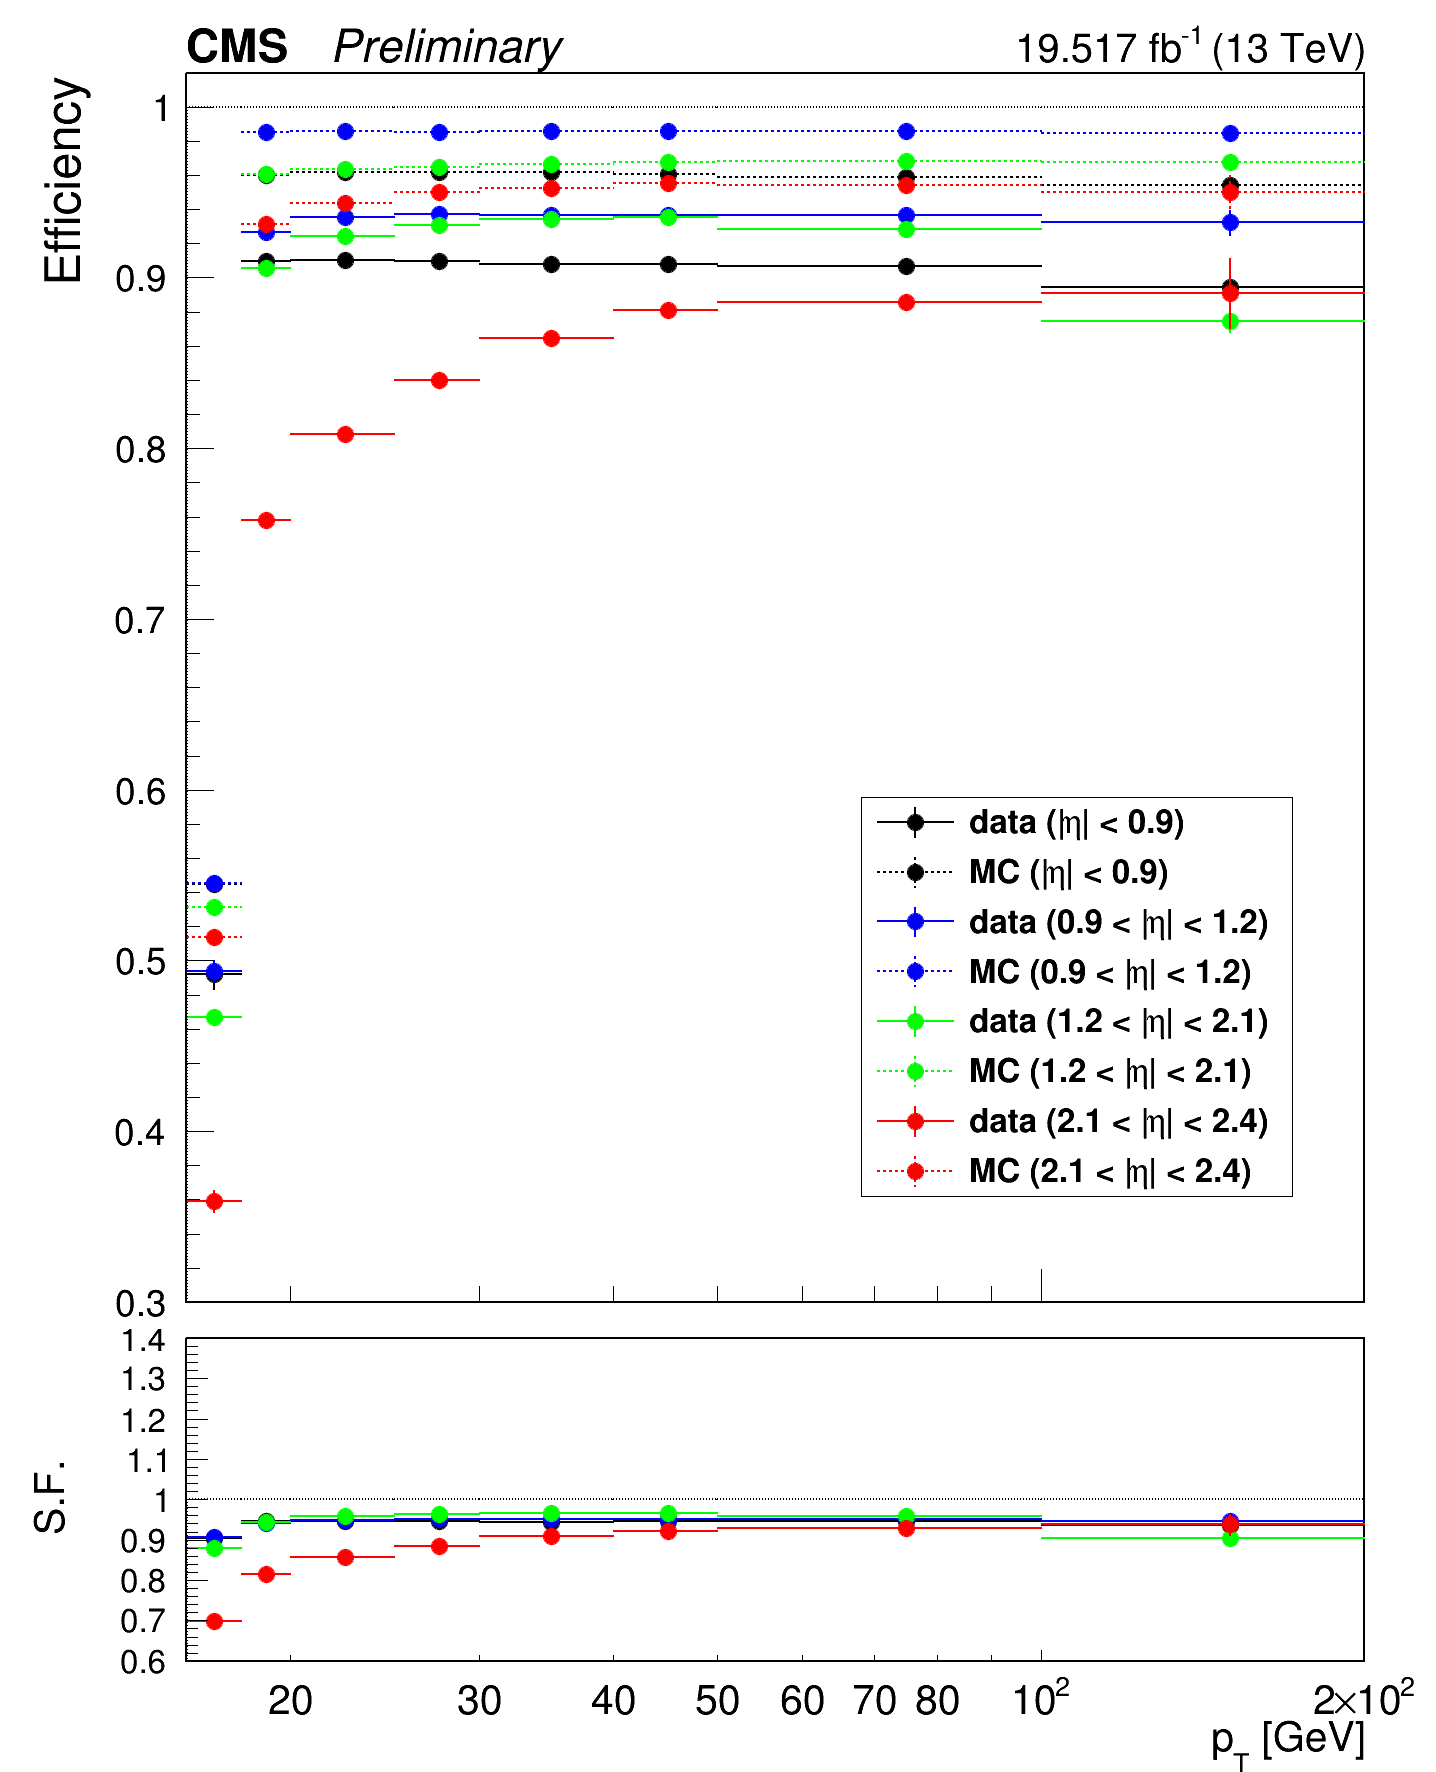 CMS Preliminary 19.517 fb⁻¹ (13 TeV)
Efficiency
1
0.9
0.8
0.7
0.6
0.5
0.4
0.3
data (|η| < 0.9)
MC (|η| < 0.9)
data (0.9 < |η| < 1.2)
MC (0.9 < |η| < 1.2)
data (1.2 < |η| < 2.1)
MC (1.2 < |η| < 2.1)
data (2.1 < |η| < 2.4)
MC (2.1 < |η| < 2.4)
S.F.
1.4
1.3
1.2
1.1
1
0.9
0.8
0.7
0.6
20 30 40 50 60 70 80 10² 2×10²
p_T [GeV]